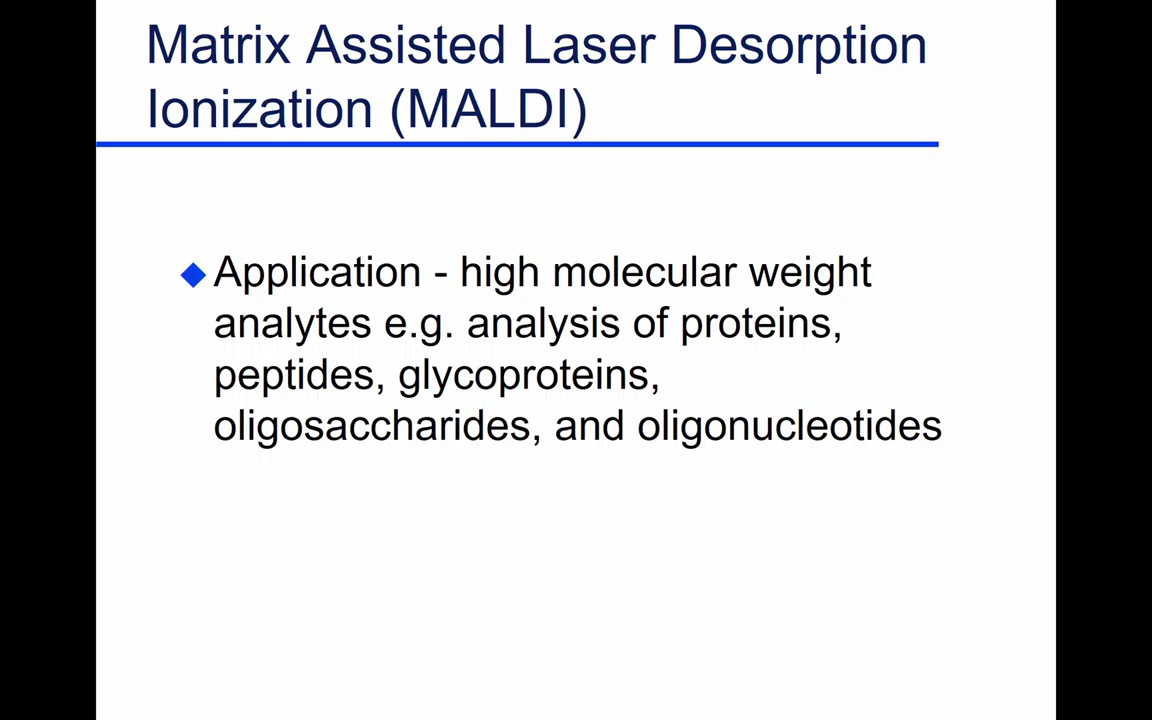 Matrix Assisted Laser Desorption
Ionization (MALDI)
Application - high molecular weight
analytes e.g. analysis of proteins,
peptides, glycoproteins,
oligosaccharides, and oligonucleotides